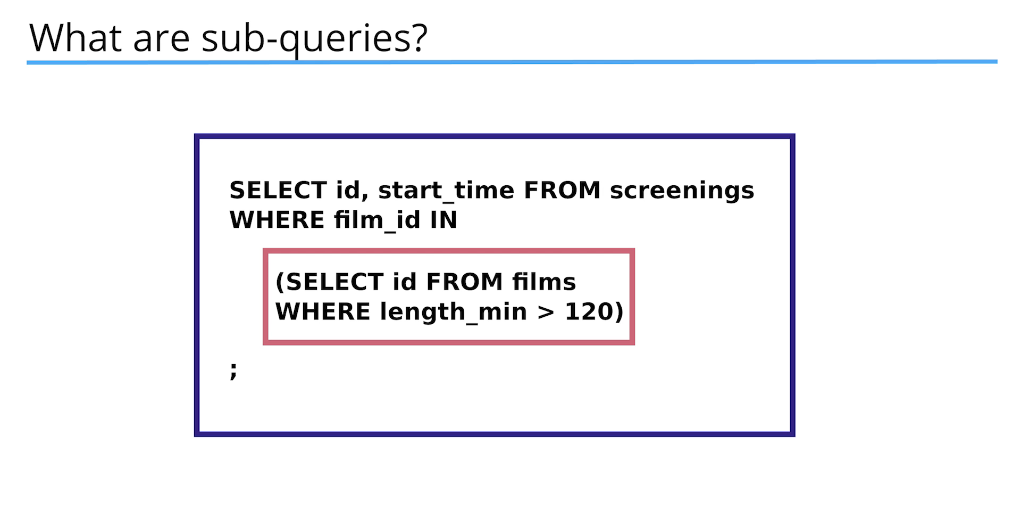 What are sub-queries?
SELECT id, start_time FROM screenings
WHERE film_id IN
(SELECT id FROM films
WHERE length_min > 120)
;